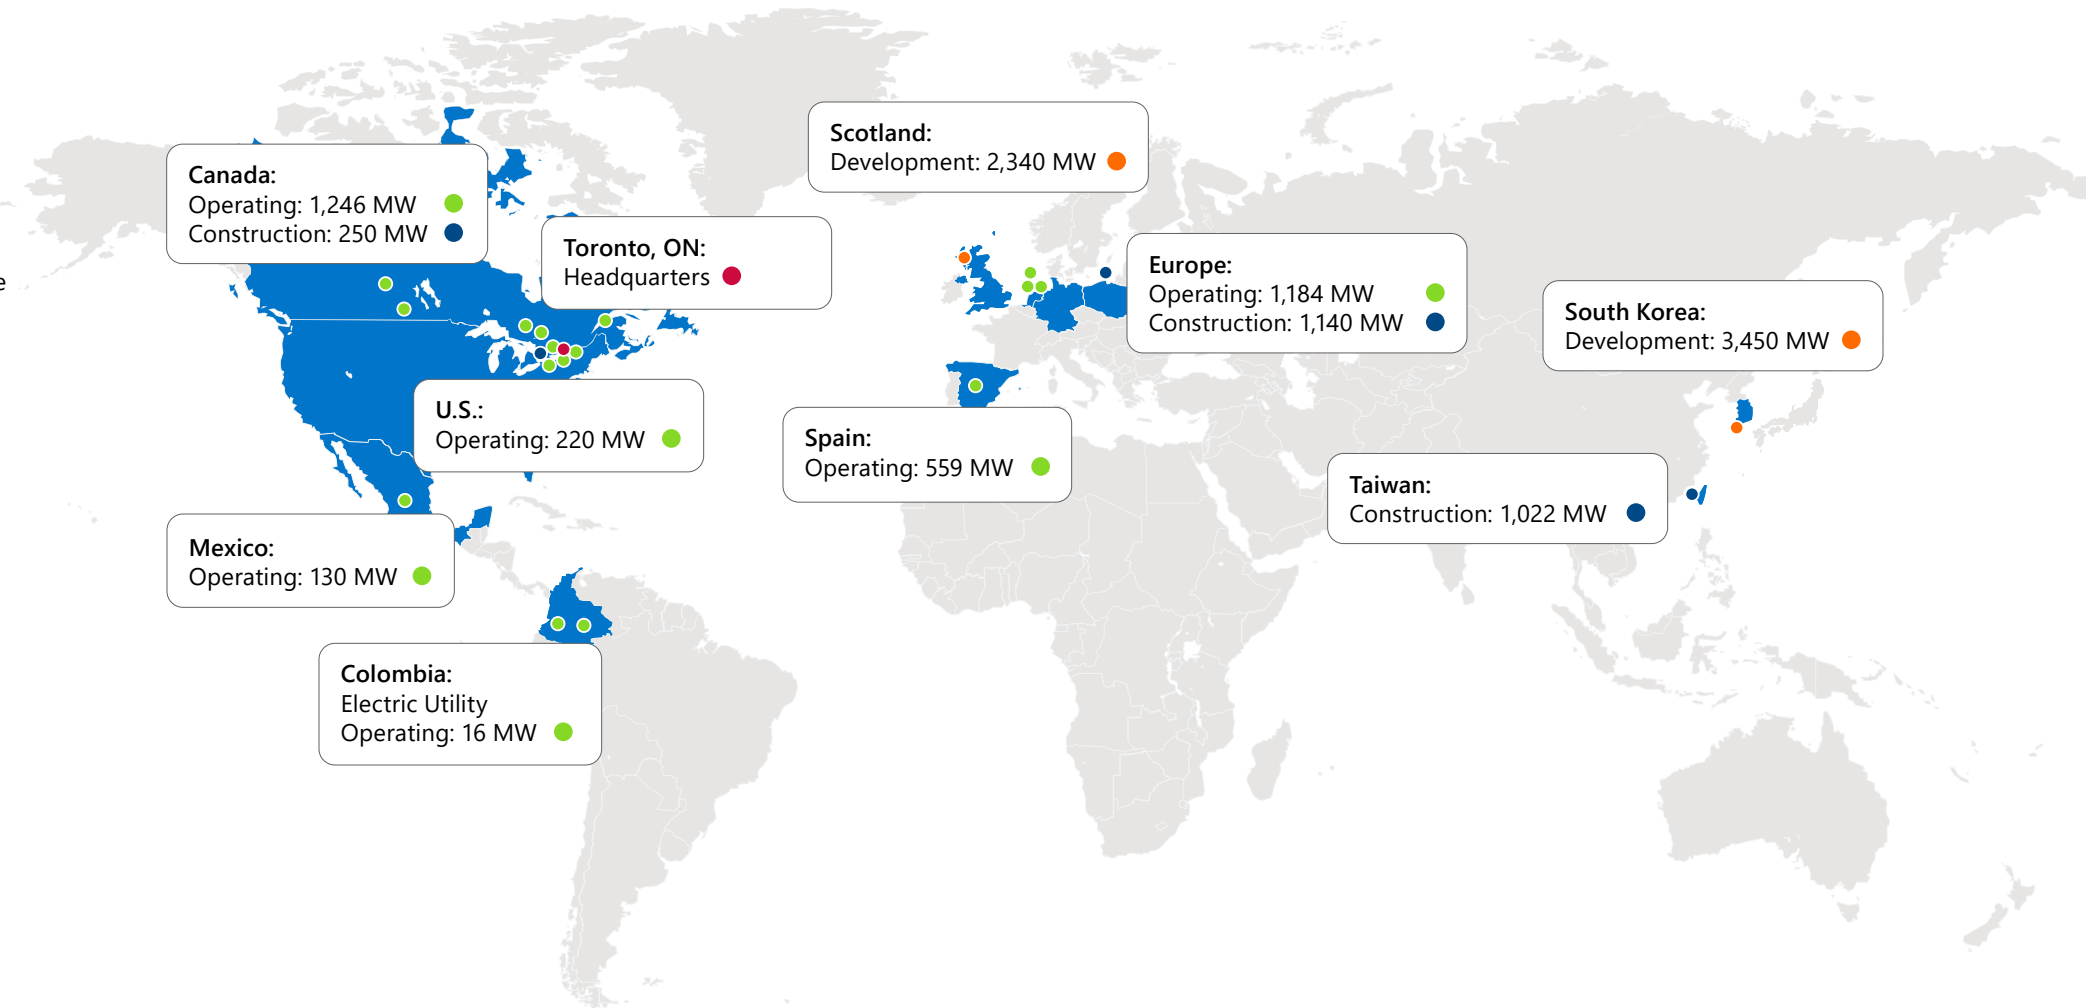 Scotland:
Development: 2,340 MW
Canada:
Operating: 1,246 MW
Construction: 250 MW
Toronto, ON:
Headquarters
Europe:
Operating: 1,184 MW
Construction: 1,140 MW
e
South Korea:
Development: 3,450 MW
U.S.:
Operating: 220 MW
Spain:
Operating: 559 MW
Taiwan:
Construction: 1,022 MW
Mexico:
Operating: 130 MW
Colombia:
Electric Utility
Operating: 16 MW